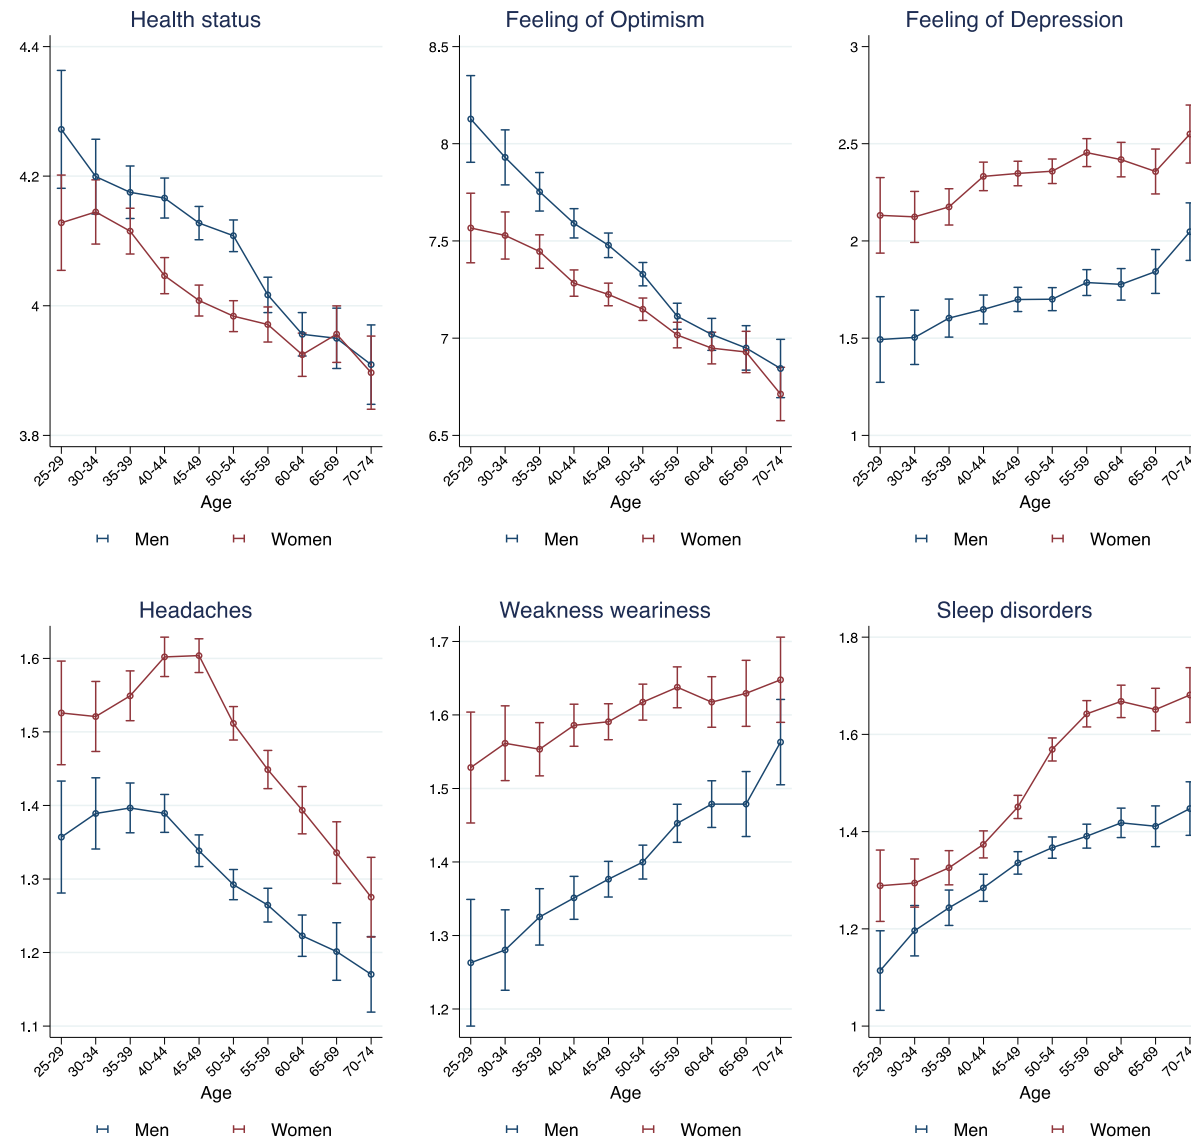 Health status
4.4
4.2
4
3.8
25-29 30-34 35-39 40-44 45-49 50-54 55-59 60-64 65-69 70-74
Age
Men Women
Feeling of Optimism
8.5
8
7.5
7
6.5
25-29 30-34 35-39 40-44 45-49 50-54 55-59 60-64 65-69 70-74
Age
Men Women
Feeling of Depression
3
2.5
2
1.5
1
25-29 30-34 35-39 40-44 45-49 50-54 55-59 60-64 65-69 70-74
Age
Men Women
Headaches
1.6
1.5
1.4
1.3
1.2
1.1
25-29 30-34 35-39 40-44 45-49 50-54 55-59 60-64 65-69 70-74
Age
Men Women
Weakness weariness
1.7
1.6
1.5
1.4
1.3
1.2
25-29 30-34 35-39 40-44 45-49 50-54 55-59 60-64 65-69 70-74
Age
Men Women
Sleep disorders
1.8
1.6
1.4
1.2
1
25-29 30-34 35-39 40-44 45-49 50-54 55-59 60-64 65-69 70-74
Age
Men Women